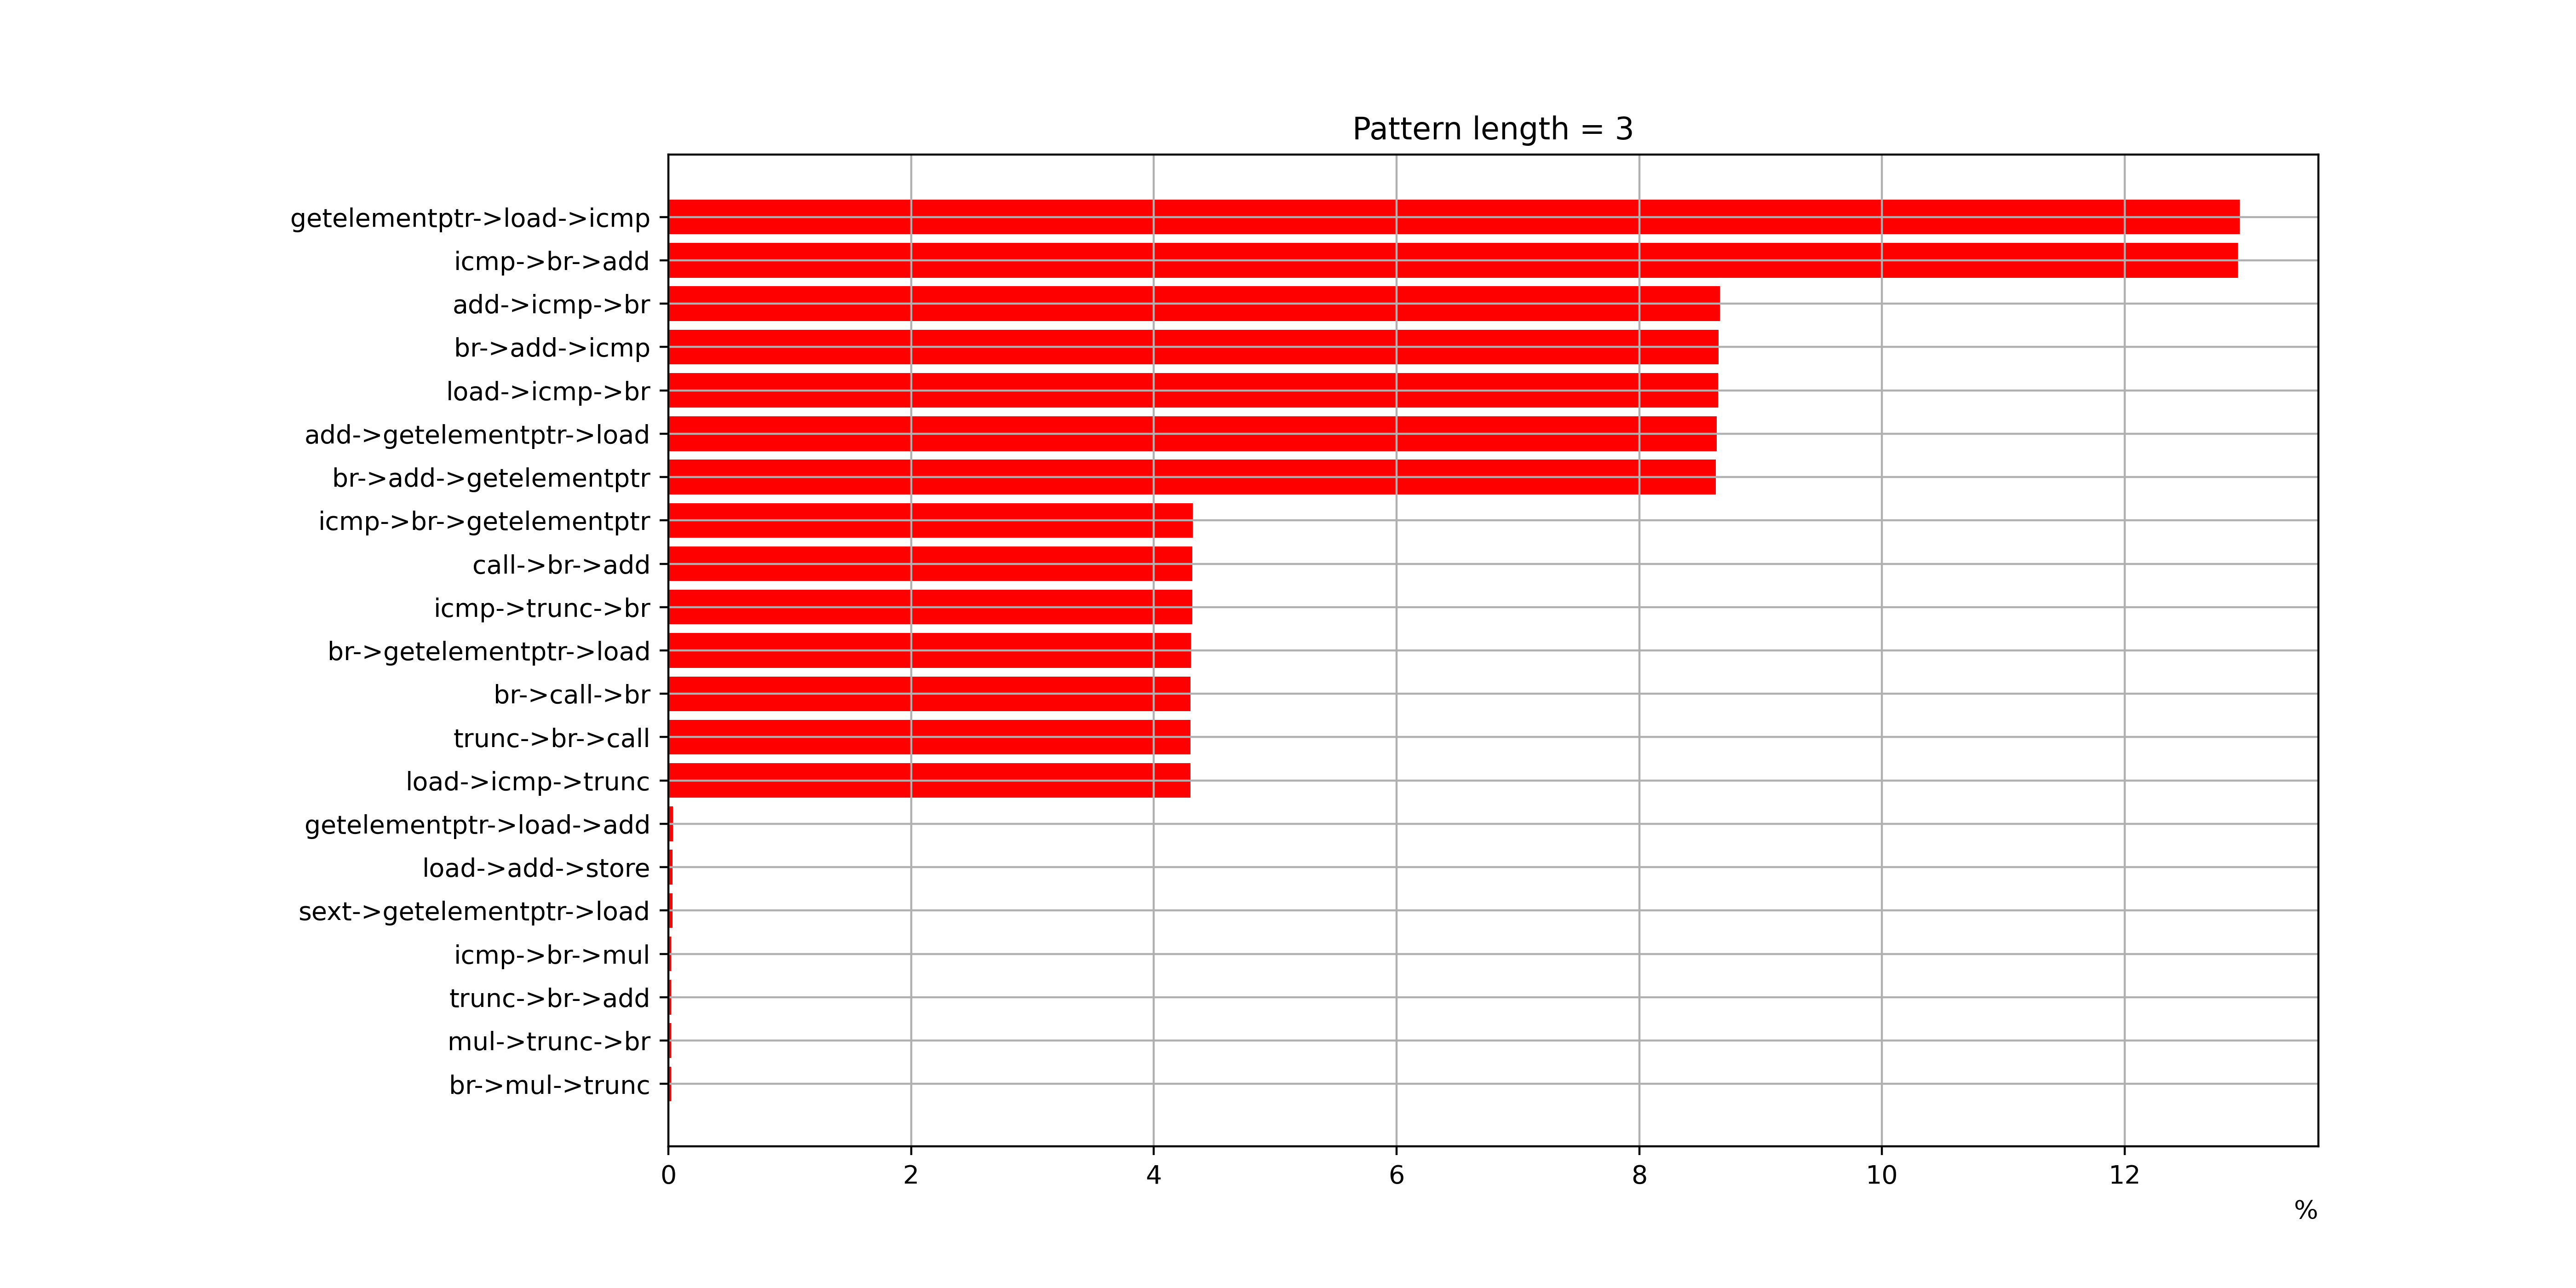 Pattern length = 3
getelementptr->load->icmp
icmp->br->add
add->icmp->br
br->add->icmp
load->icmp->br
add->getelementptr->load
br->add->getelementptr
icmp->br->getelementptr
call->br->add
icmp->trunc->br
br->getelementptr->load
br->call->br
trunc->br->call
load->icmp->trunc
getelementptr->load->add
load->add->store
sext->getelementptr->load
icmp->br->mul
trunc->br->add
mul->trunc->br
br->mul->trunc
0 2 4 6 8 10 12
%